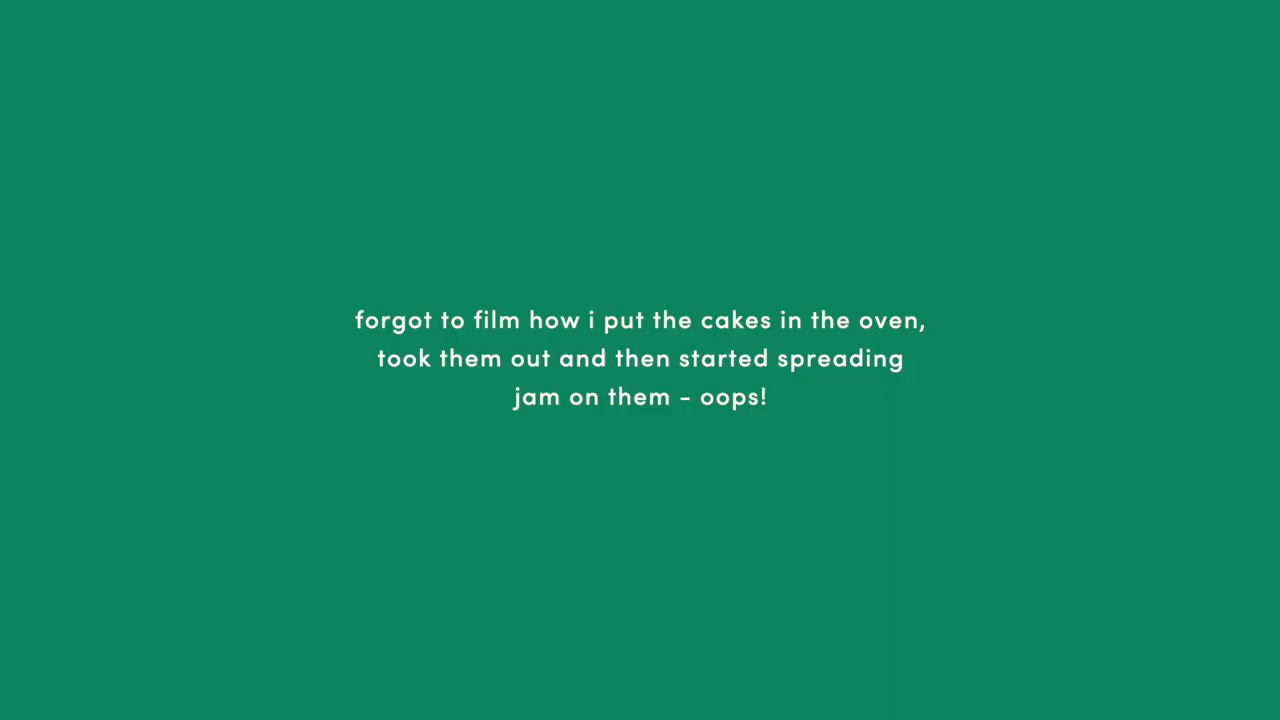 forgot to film how i put the cakes in the oven,
took them out and then started spreading
jam on them - oops!